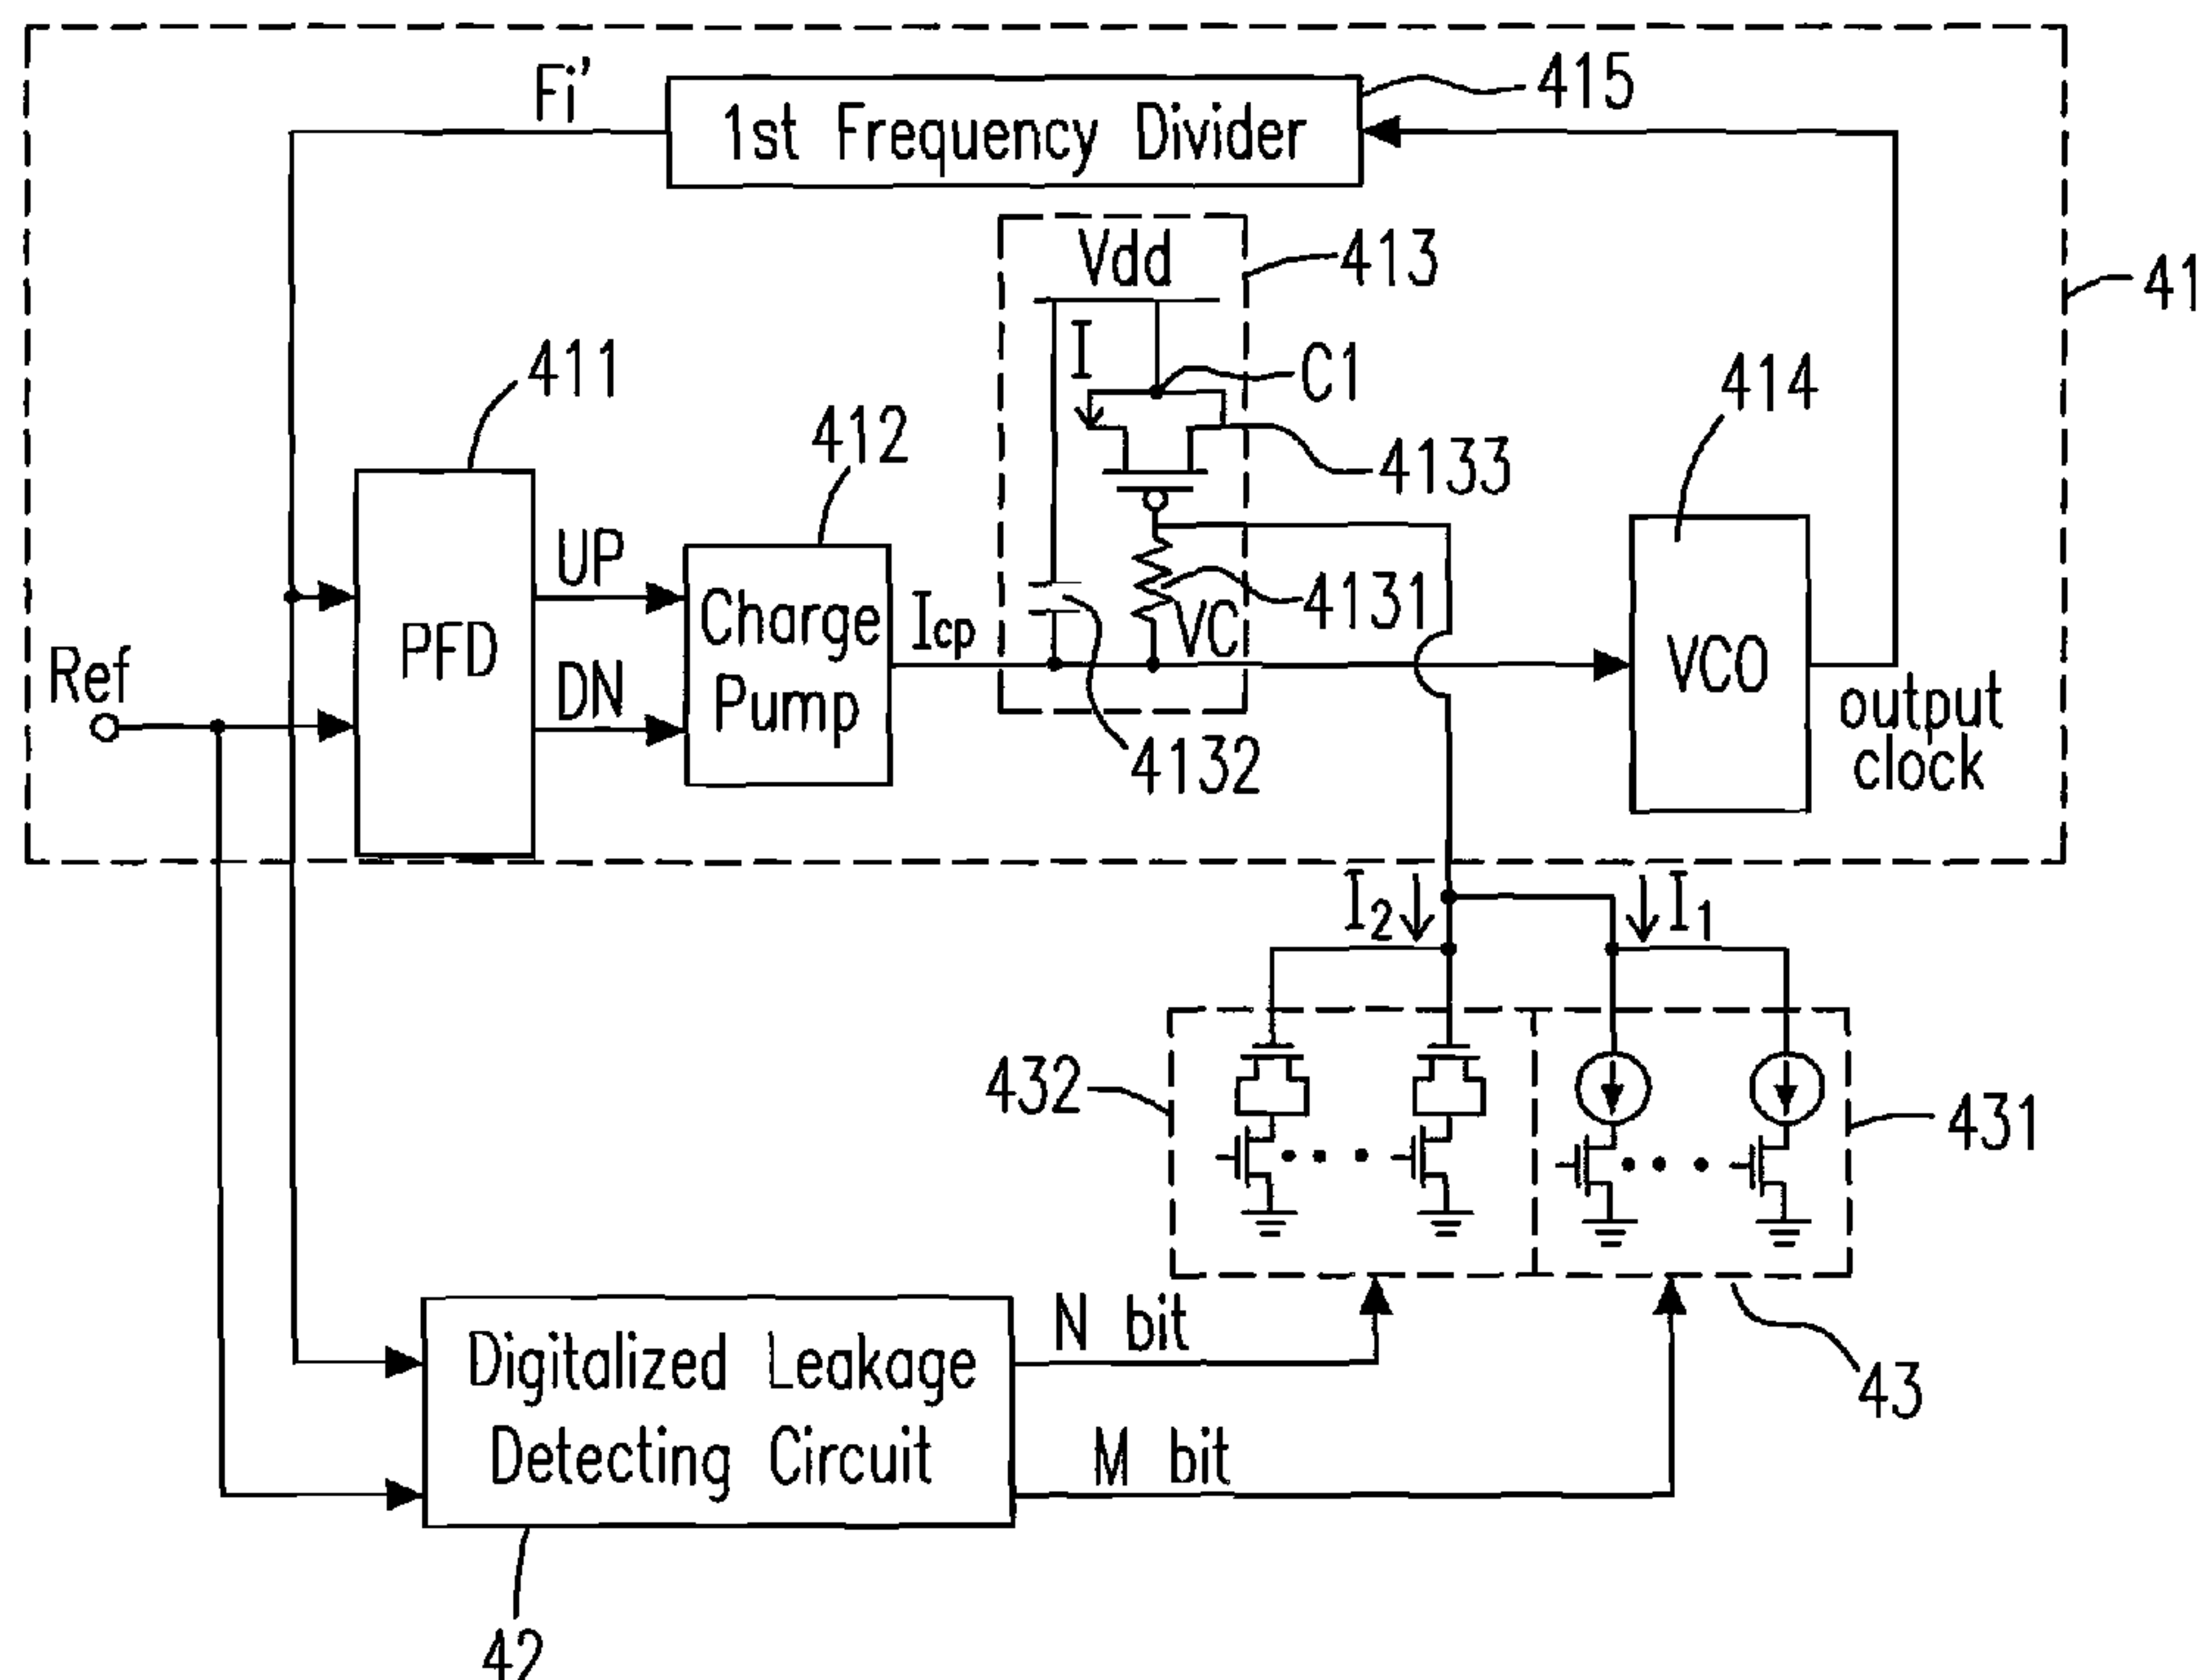 Fi'
1st Frequency Divider
415
Vdd
413
41
I
C1
411
412
414
4133
UP
Charge
Pump
Icp
4131
VC
PFD
VCO
Ref
DN
4132
output
clock
I2
I1
432
431
N bit
Digitalized Leakage
Detecting Circuit
M bit
43
42